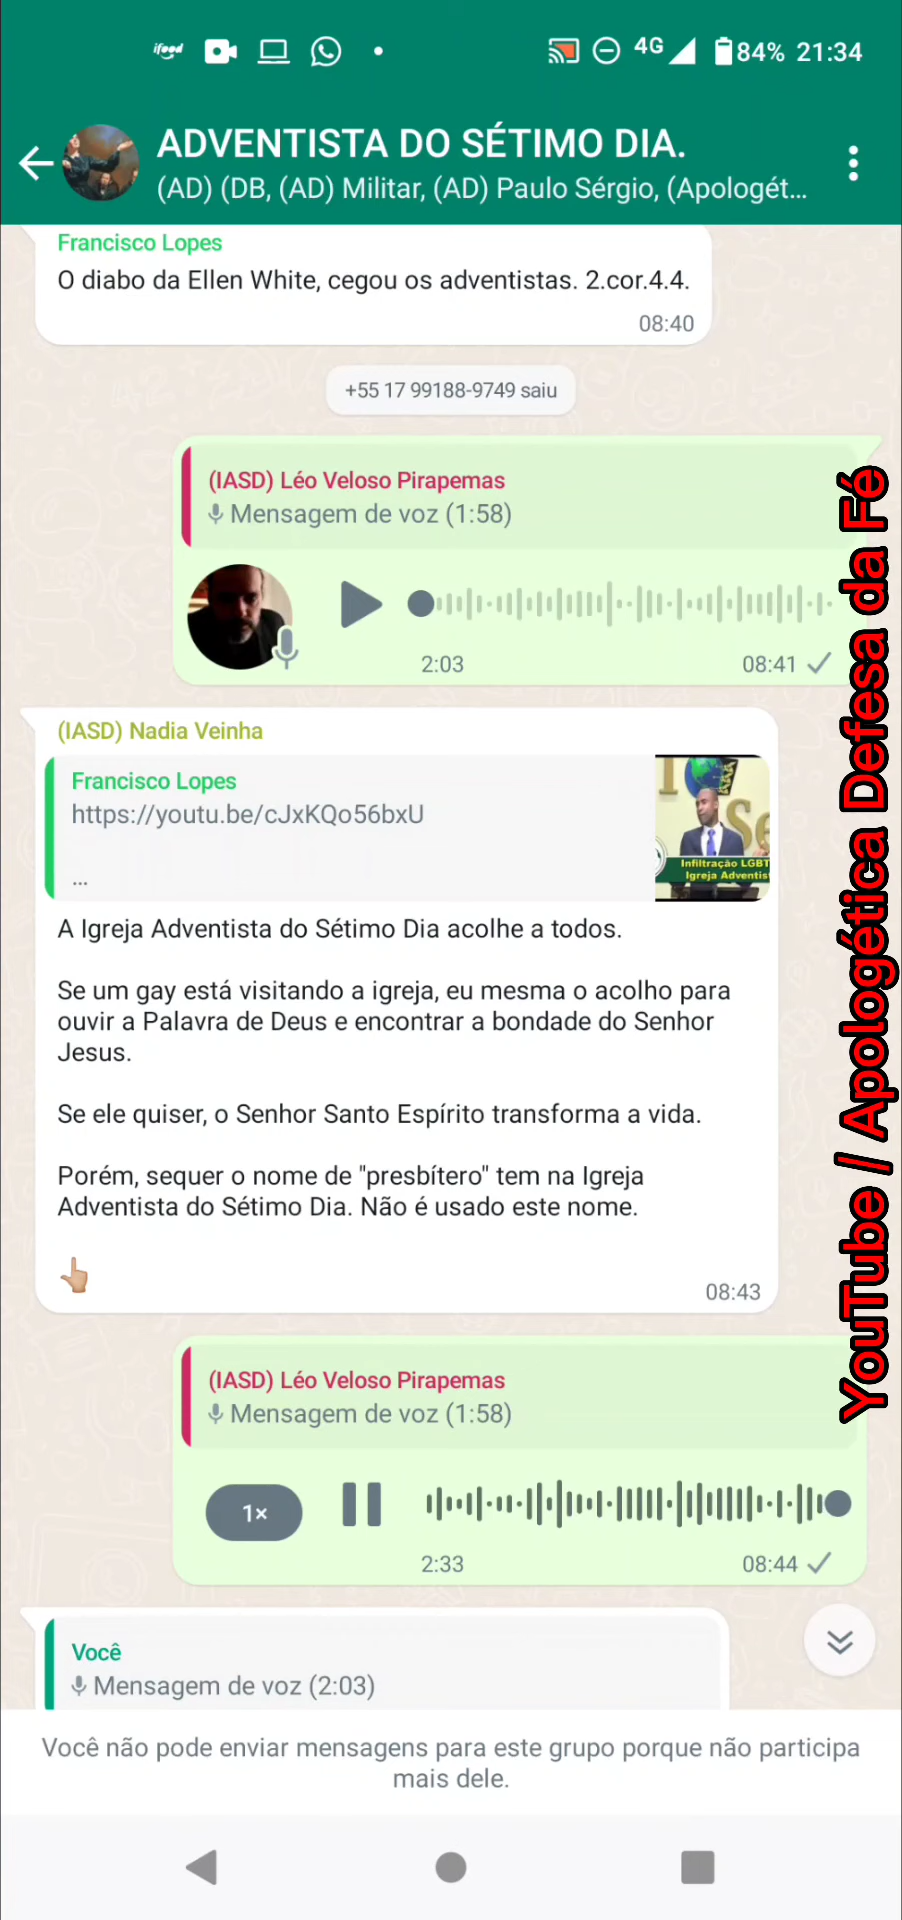 ifood
4G
84% 21:34
ADVENTISTA DO SÉTIMO DIA.
(AD) (DB, (AD) Militar, (AD) Paulo Sérgio, (Apologét...
Francisco Lopes
O diabo da Ellen White, cegou os adventistas. 2.cor.4.4.
08:40
+55 17 99188-9749 saiu
(IASD) Léo Veloso Pirapemas
Mensagem de voz (1:58)
2:03
08:41
(IASD) Nadia Veinha
Francisco Lopes
https://youtu.be/cJxKQo56bxU
...
Infiltração LGBT
Igreja Adventis
A Igreja Adventista do Sétimo Dia acolhe a todos.
Se um gay está visitando a igreja, eu mesma o acolho para
ouvir a Palavra de Deus e encontrar a bondade do Senhor
Jesus.
Se ele quiser, o Senhor Santo Espírito transforma a vida.
Porém, sequer o nome de "presbítero" tem na Igreja
Adventista do Sétimo Dia. Não é usado este nome.
👆🏼
08:43
(IASD) Léo Veloso Pirapemas
Mensagem de voz (1:58)
1×
2:33
08:44
Você
Mensagem de voz (2:03)
Você não pode enviar mensagens para este grupo porque não participa
mais dele.
YouTube / Apologética Defesa da Fé